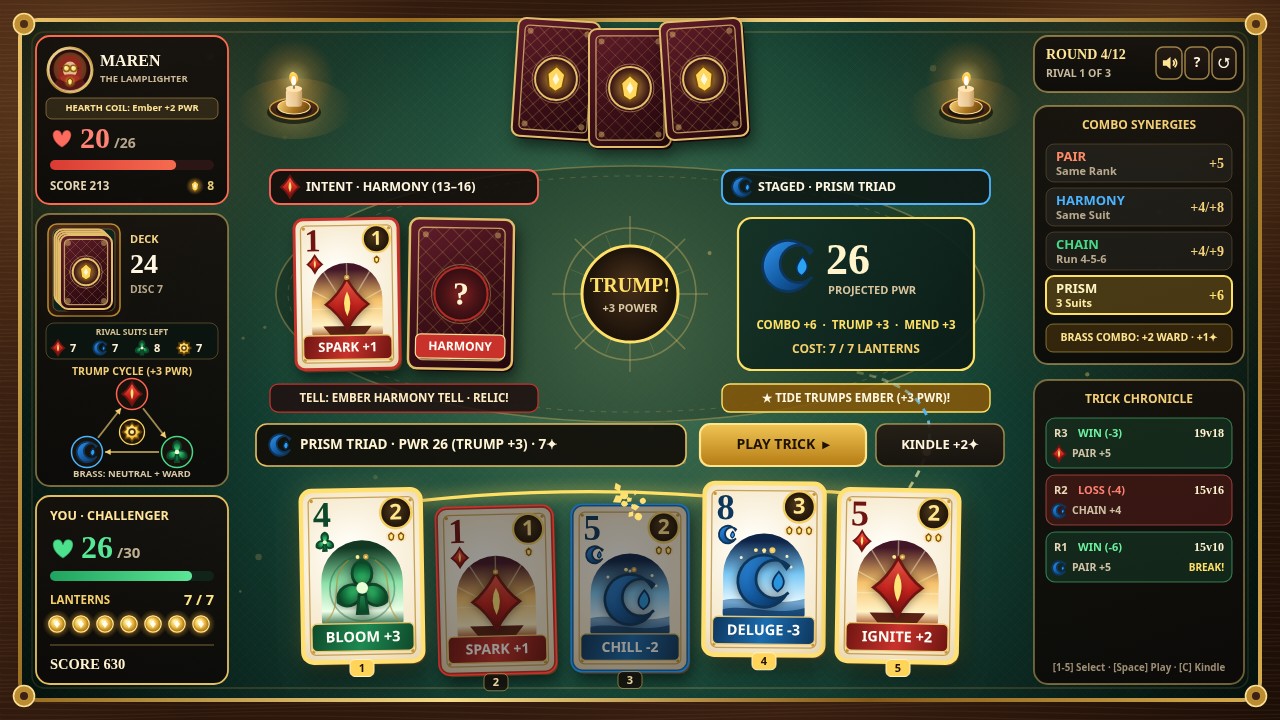 MAREN
THE LAMPLIGHTER
HEARTH COIL: Ember +2 PWR
20 /26
SCORE 213
8
DECK
24
DISC 7
RIVAL SUITS LEFT
7 7 8 7
TRUMP CYCLE (+3 PWR)
BRASS: NEUTRAL + WARD
YOU · CHALLENGER
26 /30
LANTERNS 7 / 7
SCORE 630
INTENT · HARMONY (13–16)
1 1
SPARK +1
?
HARMONY
TELL: EMBER HARMONY TELL · RELIC!
TRUMP!
+3 POWER
STAGED · PRISM TRIAD
26
PROJECTED PWR
COMBO +6 · TRUMP +3 · MEND +3
COST: 7 / 7 LANTERNS
★ TIDE TRUMPS EMBER (+3 PWR)!
PRISM TRIAD · PWR 26 (TRUMP +3) · 7✦
PLAY TRICK ▸
KINDLE +2✦
4 2
BLOOM +3
1
1 1
SPARK +1
2
5 2
CHILL -2
3
8 3
DELUGE -3
4
5 2
IGNITE +2
5
ROUND 4/12
RIVAL 1 OF 3
? ↺
COMBO SYNERGIES
PAIR
Same Rank
+5
HARMONY
Same Suit
+4/+8
CHAIN
Run 4-5-6
+4/+9
PRISM
3 Suits
+6
BRASS COMBO: +2 WARD · +1✦
TRICK CHRONICLE
R3 WIN (-3) 19v18
PAIR +5
R2 LOSS (-4) 15v16
CHAIN +4
R1 WIN (-6) 15v10
PAIR +5 BREAK!
[1-5] Select · [Space] Play · [C] Kindle